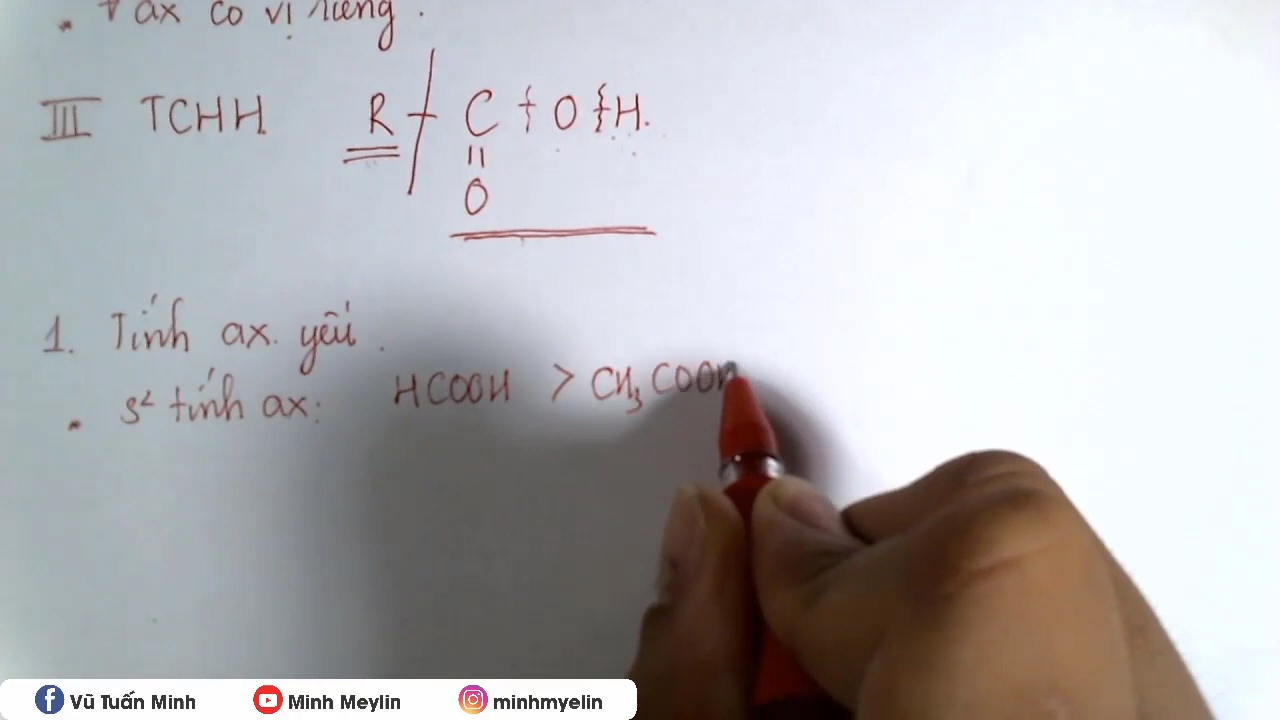 ax có vị riêng.
III TCHH R C O H.
O
1. Tính ax. yếu.
s² tính ax: HCOOH > CH₃COOH
Vũ Tuấn Minh Minh Meylin minhmyelin